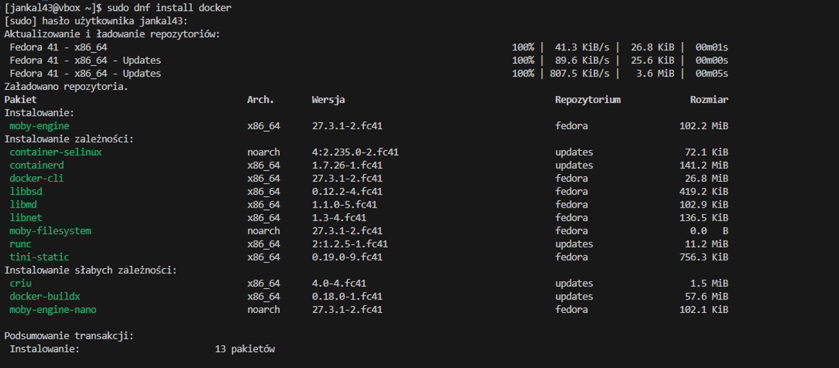 [jankal43@vbox ~]$ sudo dnf install docker
[sudo] hasło użytkownika jankal43:
Aktualizowanie i ładowanie repozytoriów:
Fedora 41 - x86_64 100% | 41.3 KiB/s | 26.8 KiB | 00m01s
Fedora 41 - x86_64 - Updates 100% | 89.6 KiB/s | 25.6 KiB | 00m00s
Fedora 41 - x86_64 - Updates 100% | 807.5 KiB/s | 3.6 MiB | 00m05s
Załadowano repozytoria.
Pakiet Arch. Wersja Repozytorium Rozmiar
Instalowanie:
moby-engine x86_64 27.3.1-2.fc41 fedora 102.2 MiB
Instalowanie zależności:
container-selinux noarch 4:2.235.0-2.fc41 updates 72.1 KiB
containerd x86_64 1.7.26-1.fc41 updates 141.2 MiB
docker-cli x86_64 27.3.1-2.fc41 fedora 26.8 MiB
libbsd x86_64 0.12.2-4.fc41 fedora 419.2 KiB
libmd x86_64 1.1.0-5.fc41 fedora 102.9 KiB
libnet x86_64 1.3-4.fc41 fedora 136.5 KiB
moby-filesystem noarch 27.3.1-2.fc41 fedora 0.0 B
runc x86_64 2:1.2.5-1.fc41 updates 11.2 MiB
tini-static x86_64 0.19.0-9.fc41 fedora 756.3 KiB
Instalowanie słabych zależności:
criu x86_64 4.0-4.fc41 updates 1.5 MiB
docker-buildx x86_64 0.18.0-1.fc41 updates 57.6 MiB
moby-engine-nano noarch 27.3.1-2.fc41 fedora 102.1 KiB
Podsumowanie transakcji:
Instalowanie: 13 pakietów